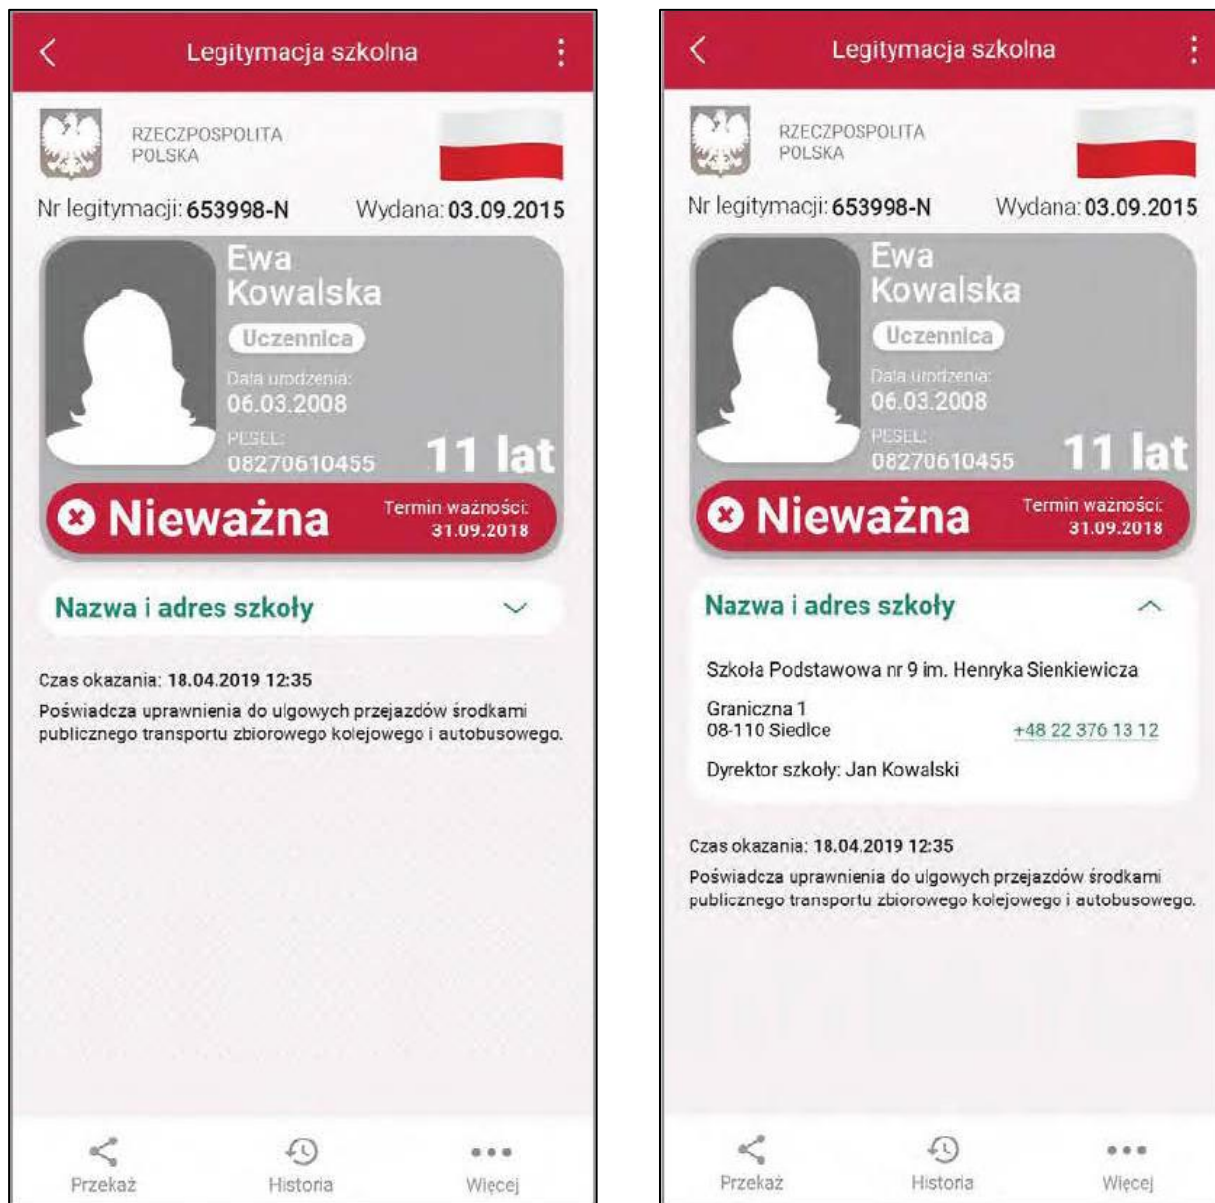 Legitymacja szkolna
RZECZPOSPOLITA
POLSKA
Nr legitymacji: 653998-N Wydana: 03.09.2015
Ewa
Kowalska
Uczennica
Data urodzenia:
06.03.2008
PESEL:
08270610455
11 lat
Nieważna
Termin ważności:
31.09.2018
Nazwa i adres szkoły
Czas okazania: 18.04.2019 12:35
Poświadcza uprawnienia do ulgowych przejazdów środkami
publicznego transportu zbiorowego kolejowego i autobusowego.
Przekaż Historia Więcej
Legitymacja szkolna
RZECZPOSPOLITA
POLSKA
Nr legitymacji: 653998-N Wydana: 03.09.2015
Ewa
Kowalska
Uczennica
Data urodzenia:
06.03.2008
PESEL:
08270610455
11 lat
Nieważna
Termin ważności:
31.09.2018
Nazwa i adres szkoły
Szkoła Podstawowa nr 9 im. Henryka Sienkiewicza
Graniczna 1
08-110 Siedlce +48 22 376 13 12
Dyrektor szkoły: Jan Kowalski
Czas okazania: 18.04.2019 12:35
Poświadcza uprawnienia do ulgowych przejazdów środkami
publicznego transportu zbiorowego kolejowego i autobusowego.
Przekaż Historia Więcej